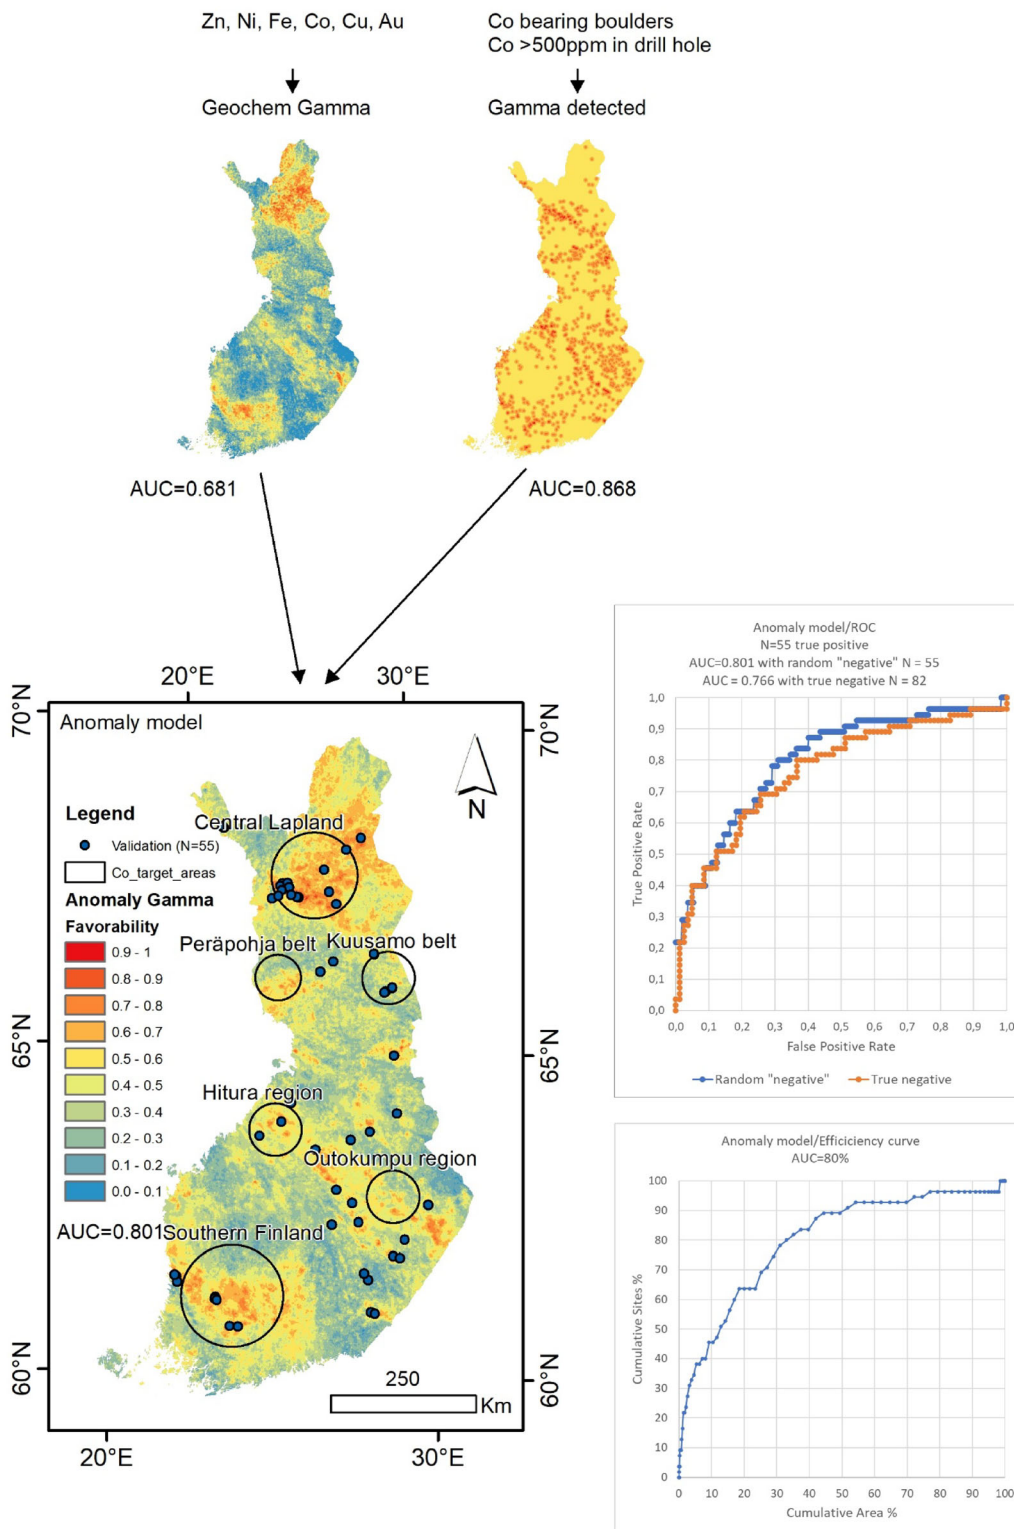 Zn, Ni, Fe, Co, Cu, Au
Geochem Gamma
Co bearing boulders
Co >500ppm in drill hole
Gamma detected
AUC=0.681
AUC=0.868
20°E
30°E
70°N
70°N
Anomaly model
N
Legend
Validation (N=55)
Co_target_areas
Anomaly Gamma
Favorability
0.9 - 1
0.8 - 0.9
0.7 - 0.8
0.6 - 0.7
0.5 - 0.6
0.4 - 0.5
0.3 - 0.4
0.2 - 0.3
0.1 - 0.2
0.0 - 0.1
Central Lapland
Peräpohja belt
Kuusamo belt
65°N
65°N
Hitura region
Outokumpu region
AUC=0.801
Southern Finland
60°N
60°N
250
Km
20°E
30°E
Anomaly model/ROC
N=55 true positive
AUC=0.801 with random "negative" N = 55
AUC = 0.766 with true negative N = 82
True Positive Rate
1,0
0,9
0,8
0,7
0,6
0,5
0,4
0,3
0,2
0,1
0,0
0,0 0,1 0,2 0,3 0,4 0,5 0,6 0,7 0,8 0,9 1,0
False Positive Rate
Random "negative"
True negative
Anomaly model/Efficiciency curve
AUC=80%
Cumulative Sites %
100
90
80
70
60
50
40
30
20
10
0
0 10 20 30 40 50 60 70 80 90 100
Cumulative Area %